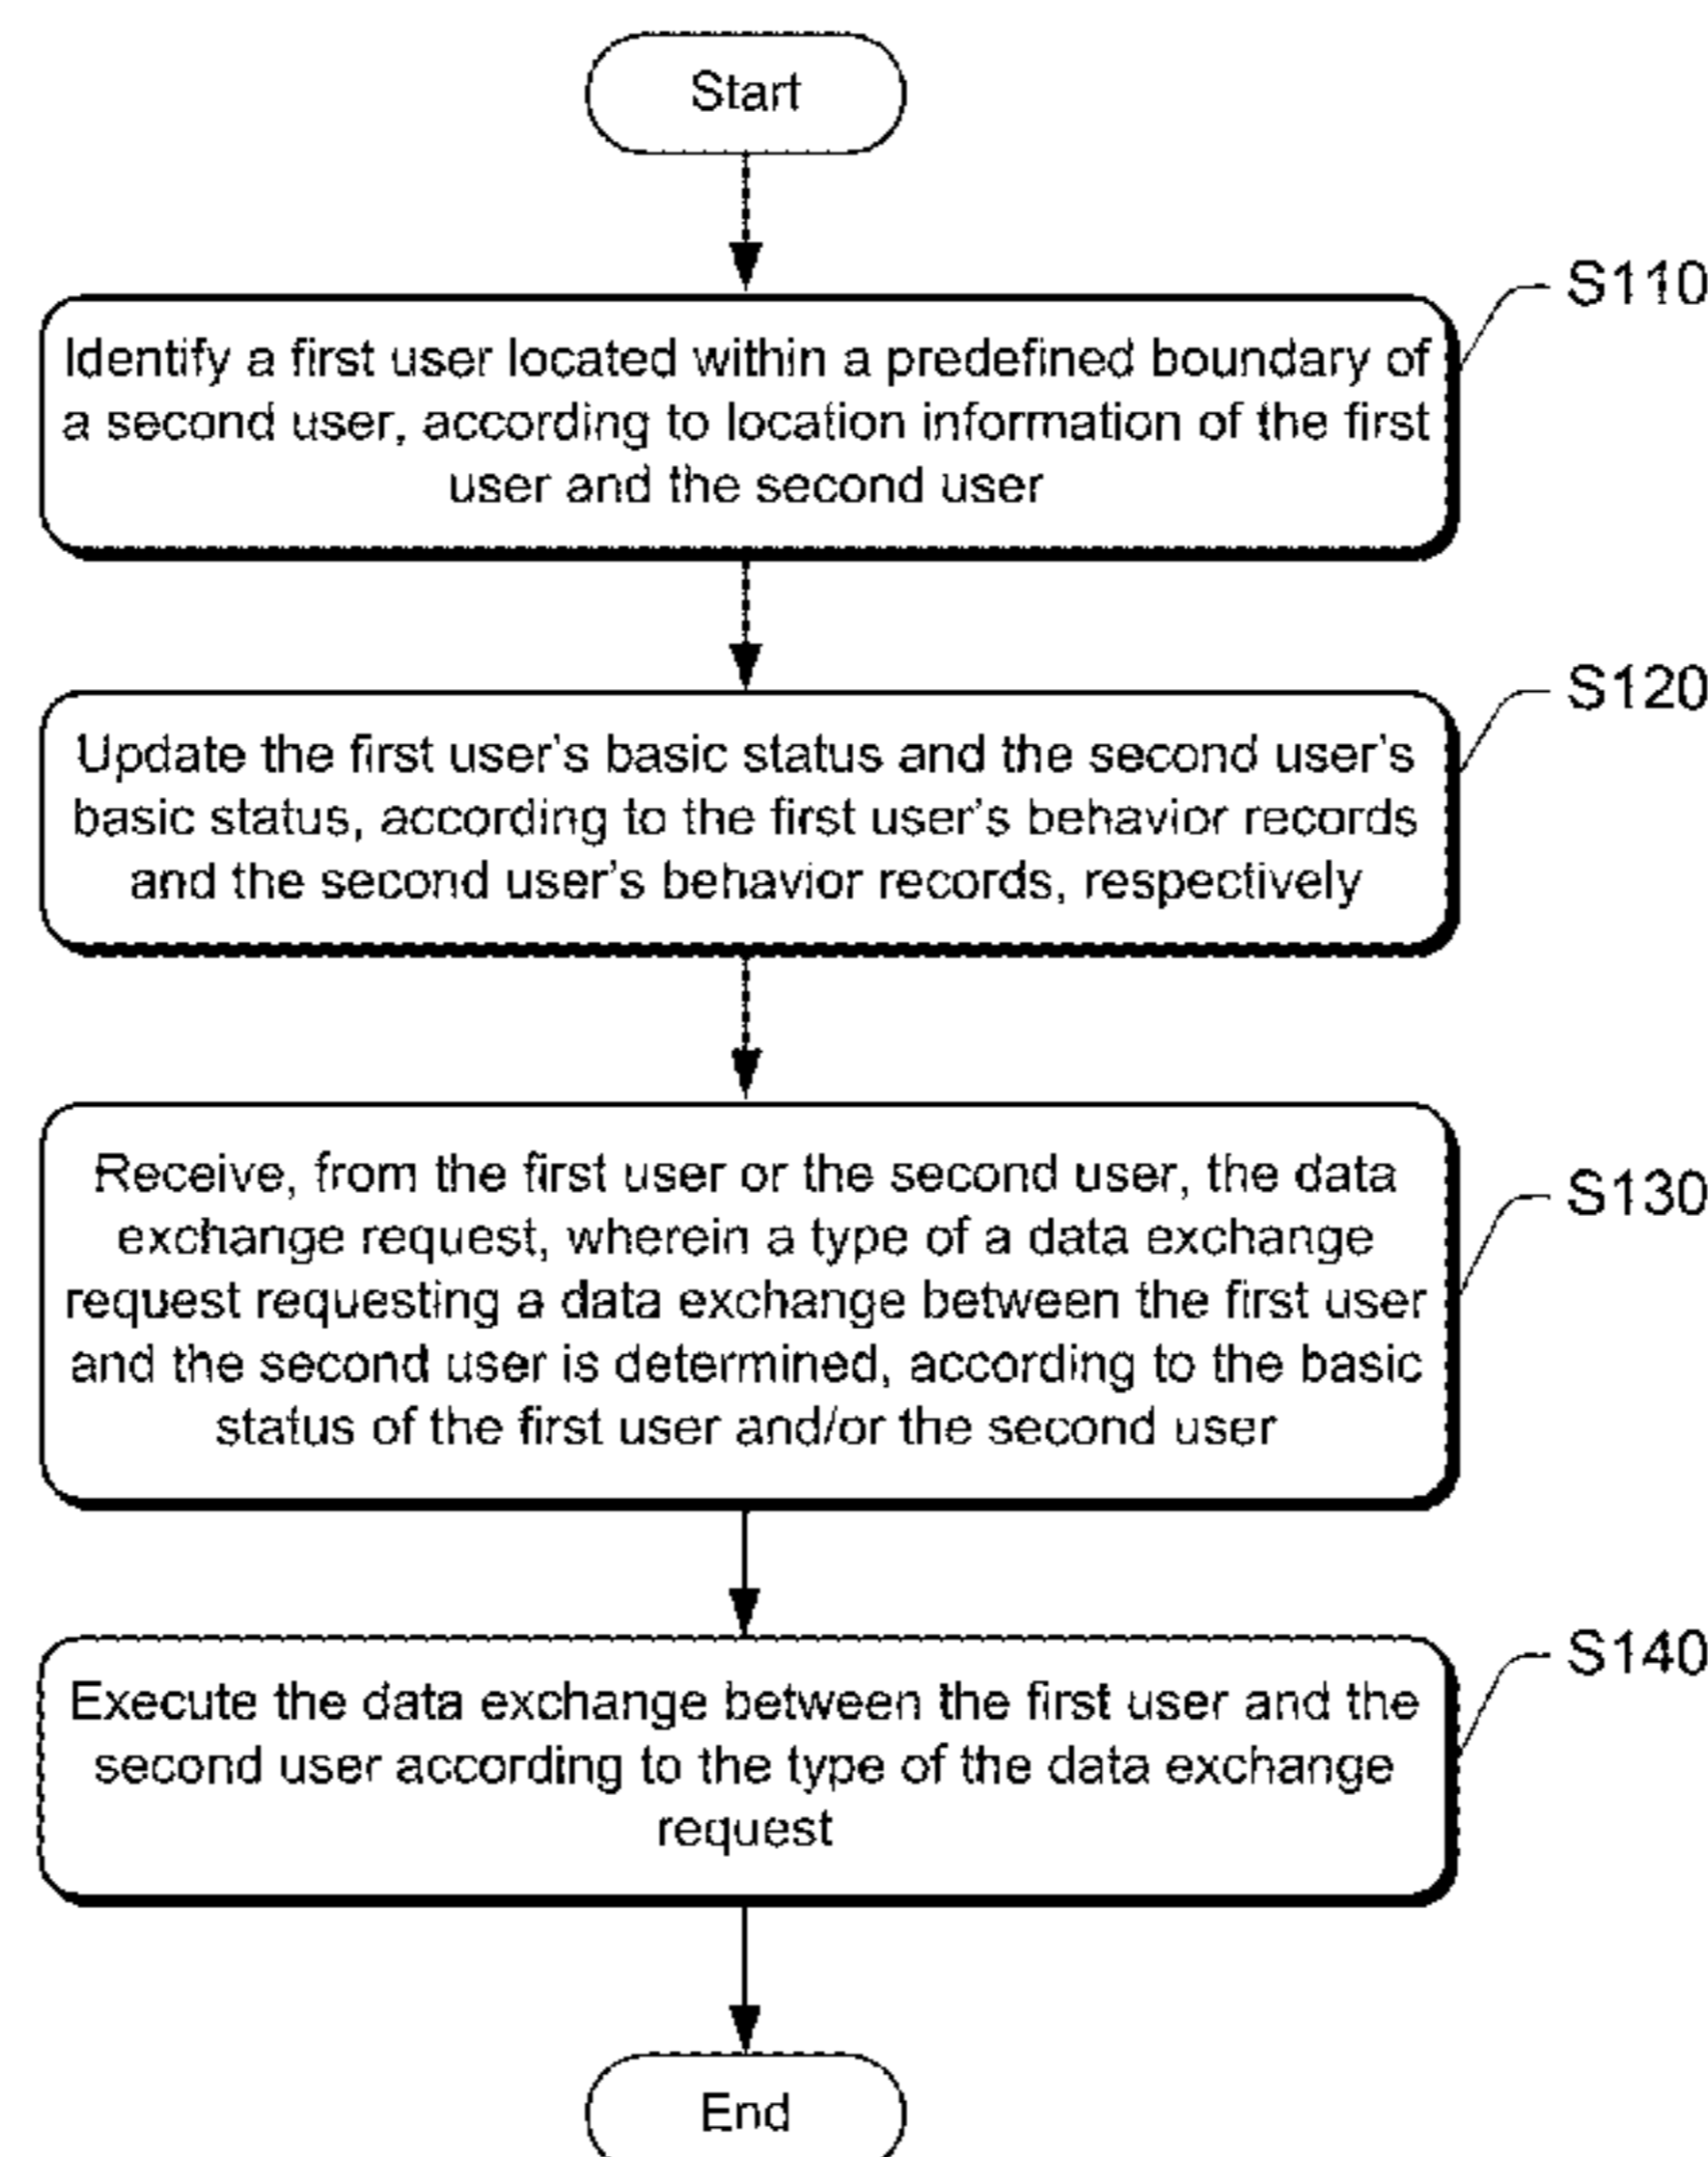 Start
S110
Identify a first user located within a predefined boundary of
a second user, according to location information of the first
user and the second user
S120
Update the first user's basic status and the second user's
basic status, according to the first user's behavior records
and the second user's behavior records, respectively
S130
Receive, from the first user or the second user, the data
exchange request, wherein a type of a data exchange
request requesting a data exchange between the first user
and the second user is determined, according to the basic
status of the first user and/or the second user
S140
Execute the data exchange between the first user and the
second user according to the type of the data exchange
request
End